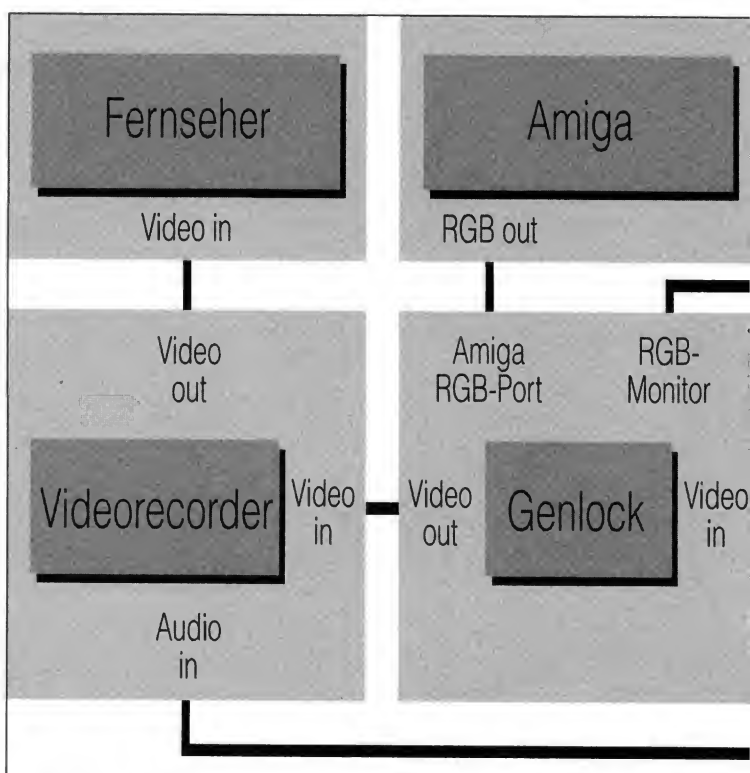 Fernseher
Video in
Amiga
RGB out
Video
out
Videorecorder
Video
in
Audio
in
Amiga
RGB-Port
RGB-
Monitor
Video
out
Genlock
Video
in